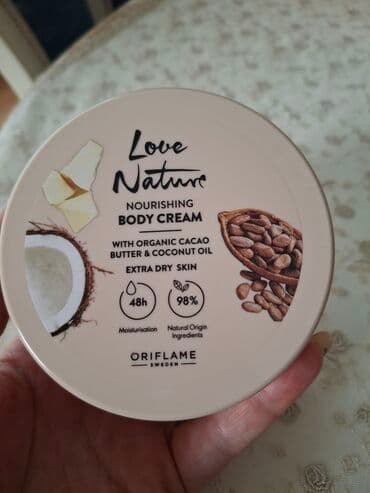 Love
Nature
NOURISHING
BODY CREAM
WITH ORGANIC CACAO
BUTTER & COCONUT OIL
EXTRA DRY SKIN
48h
98%
Moisturisation
Natural Origin
Ingredients
ORIFLAME
SWEDEN